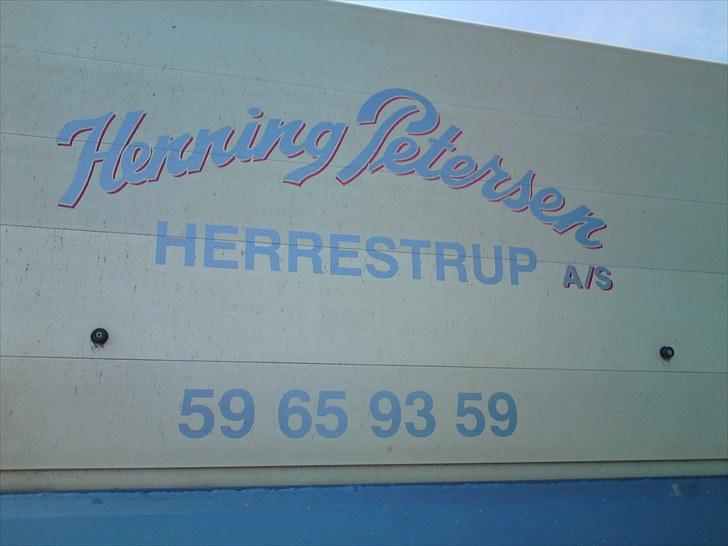 Henning Petersen
HERRESTRUP A/S
59 65 93 59